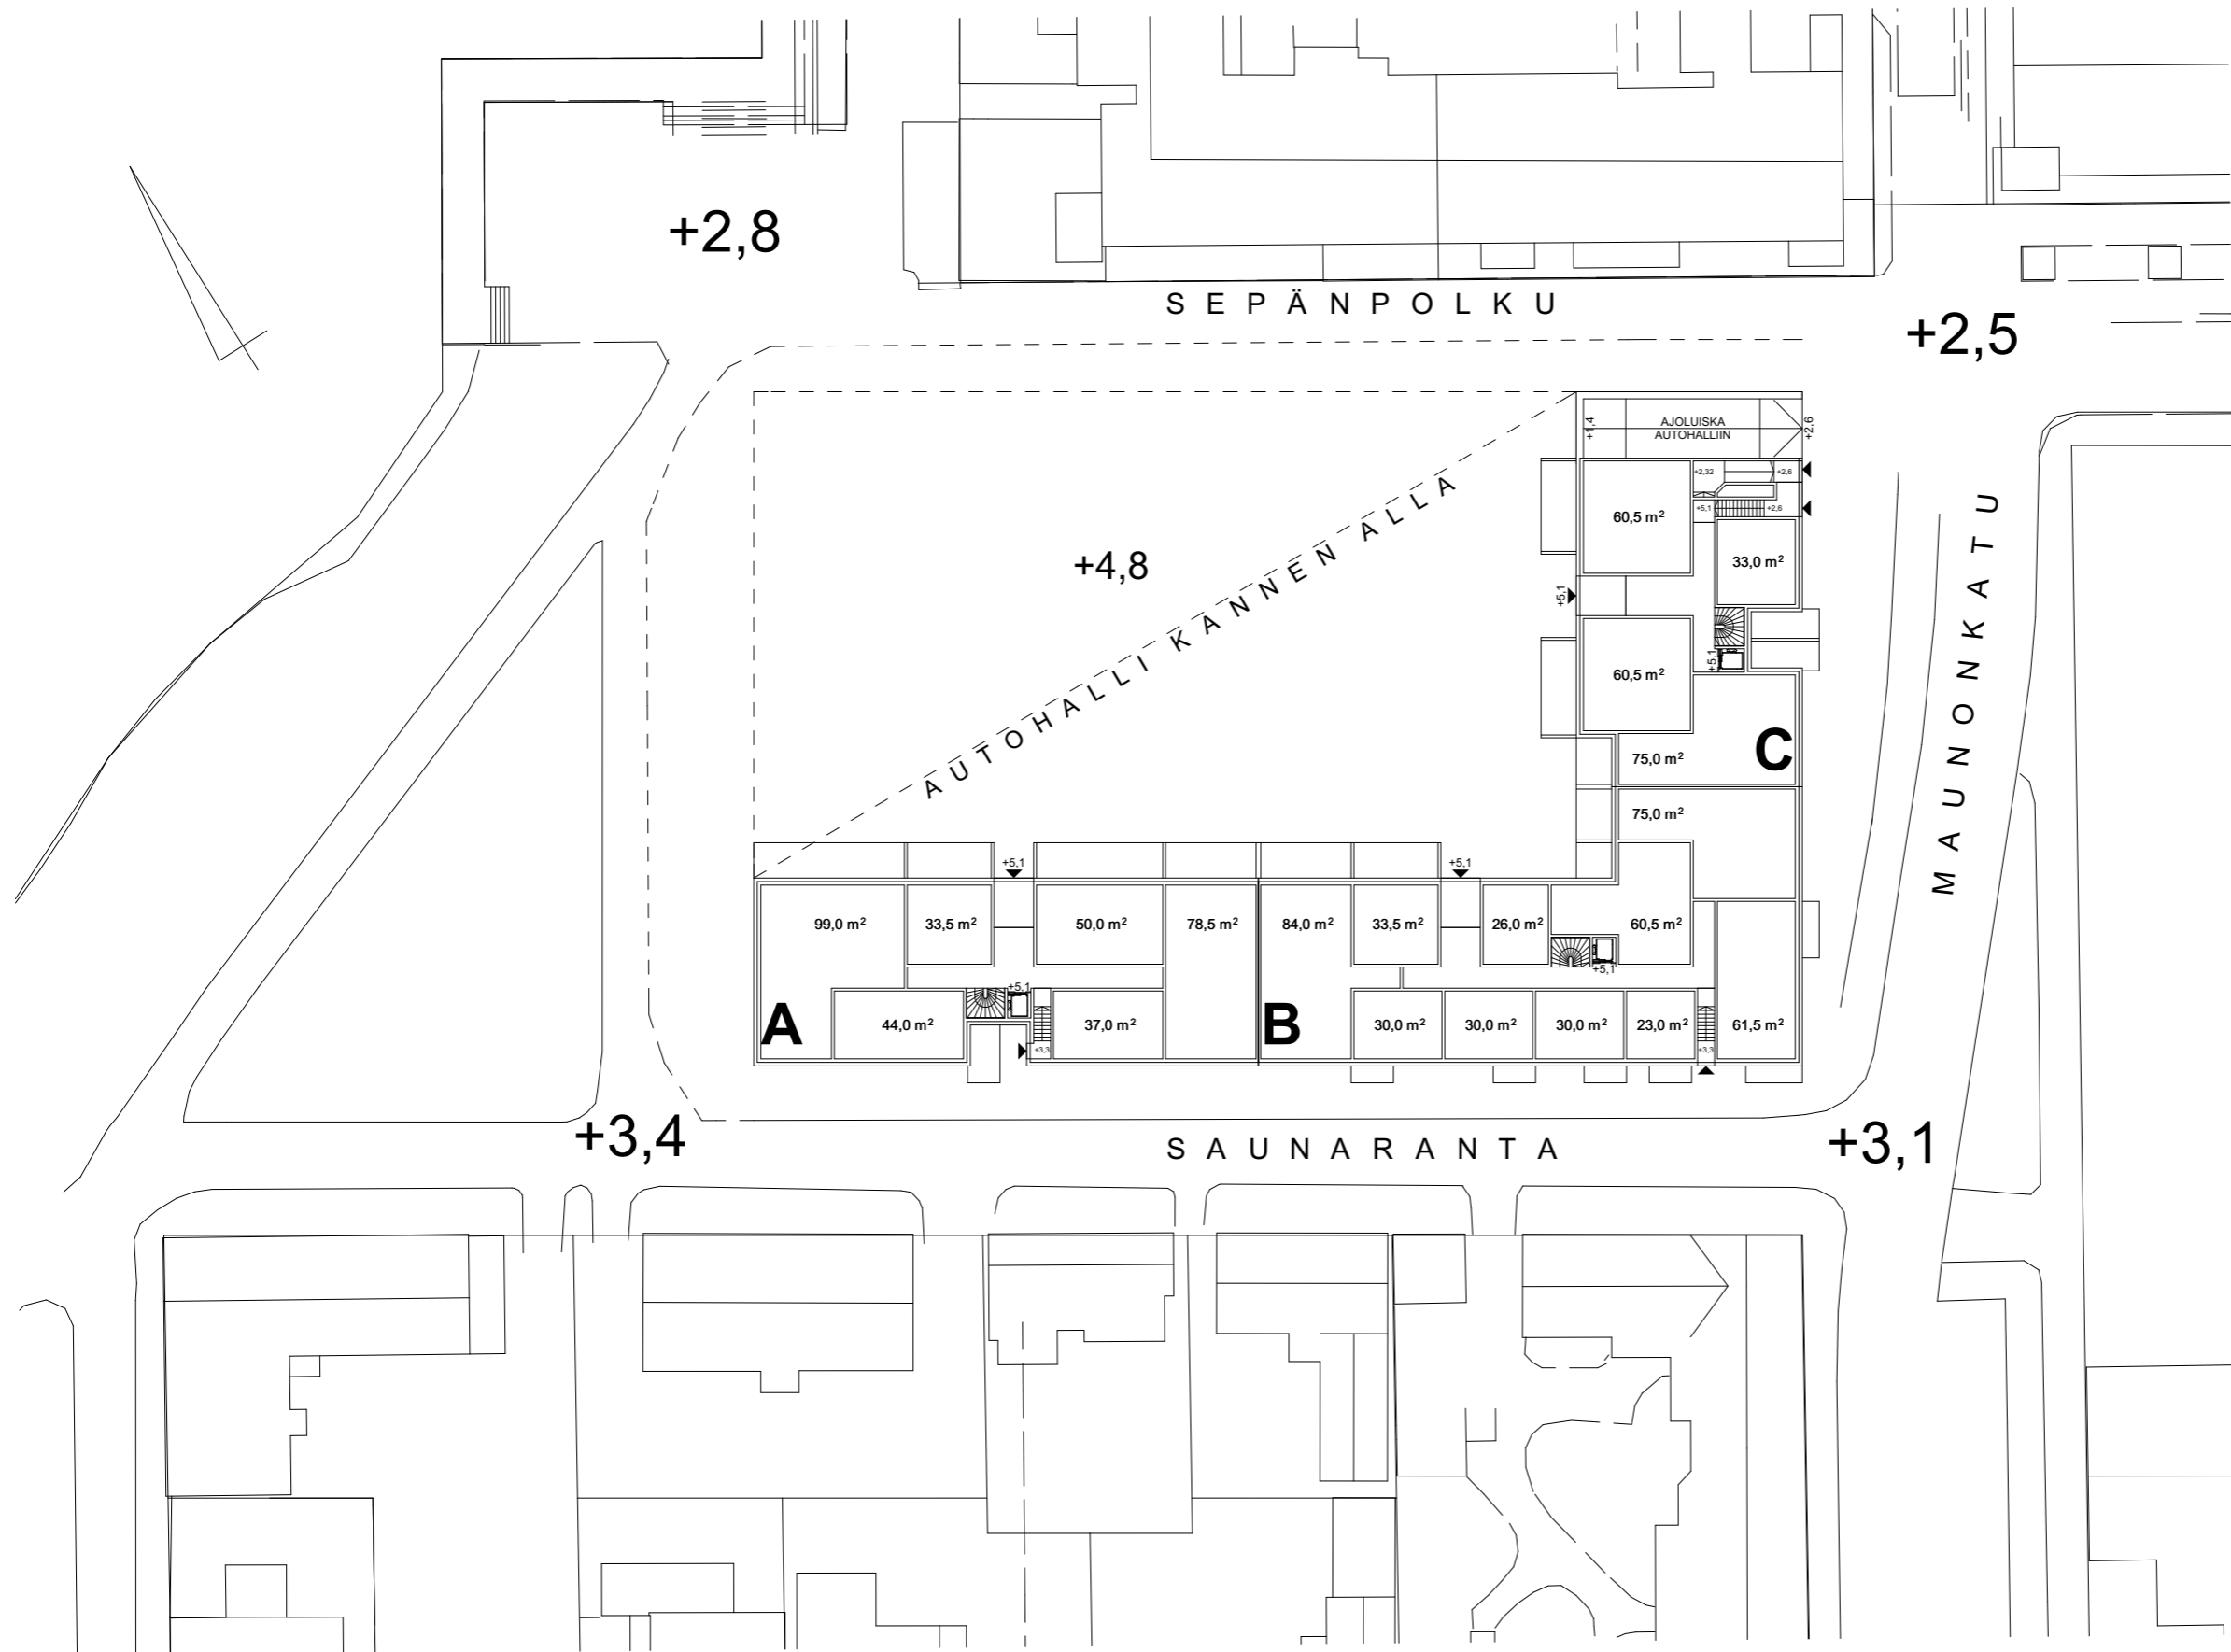 +2,8
SEPÄNPOLKU
+2,5
+1,4
AJOLUISKA
AUTOHALLIIN
+2,6
+2,32
+2,6
+5,1
+2,6
60,5 m²
33,0 m²
+4,8
AUTOHALLI KANNEN ALLA
MAUNONKATU
+5,1
+5,1
60,5 m²
75,0 m²
C
75,0 m²
+5,1
+5,1
99,0 m²
33,5 m²
50,0 m²
78,5 m²
84,0 m²
33,5 m²
26,0 m²
60,5 m²
+5,1
+5,1
A
44,0 m²
37,0 m²
B
30,0 m²
30,0 m²
30,0 m²
23,0 m²
61,5 m²
+3,3
+3,3
+3,4
SAUNARANTA
+3,1